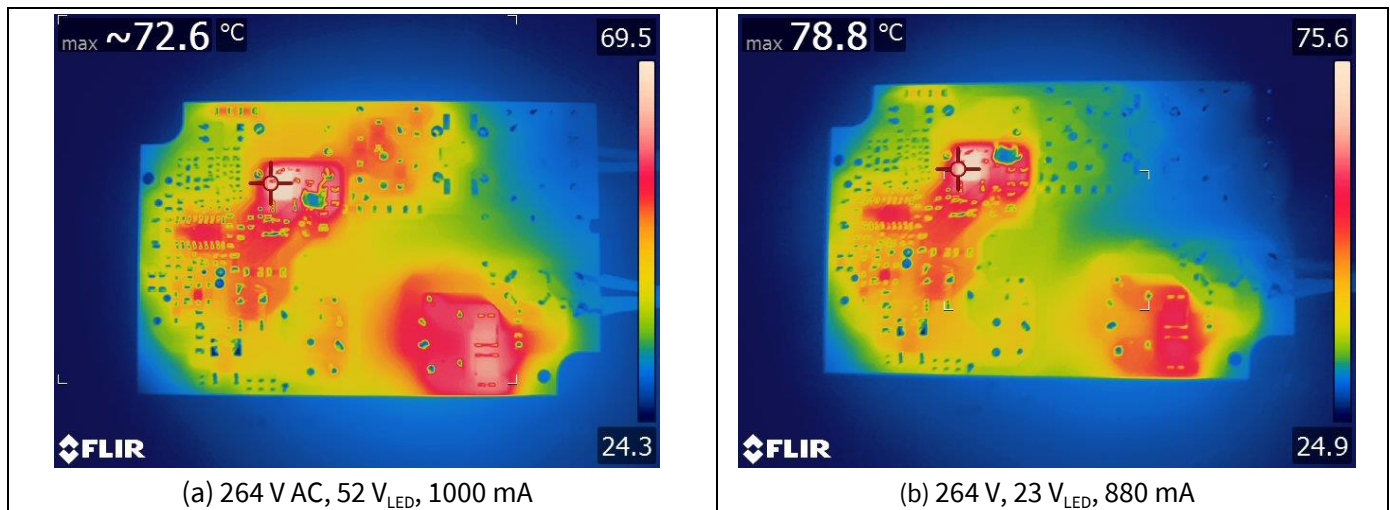 max ~72.6 °C
69.5
24.3
FLIR
(a) 264 V AC, 52 VLED, 1000 mA
max 78.8 °C
75.6
24.9
FLIR
(b) 264 V, 23 VLED, 880 mA